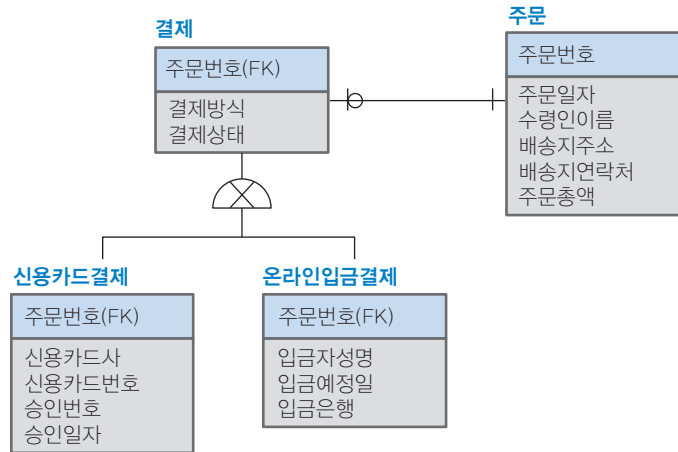 결제
주문번호(FK)
결제방식
결제상태
주문
주문번호
주문일자
수령인이름
배송지주소
배송지연락처
주문총액
신용카드결제
주문번호(FK)
신용카드사
신용카드번호
승인번호
승인일자
온라인입금결제
주문번호(FK)
입금자성명
입금예정일
입금은행